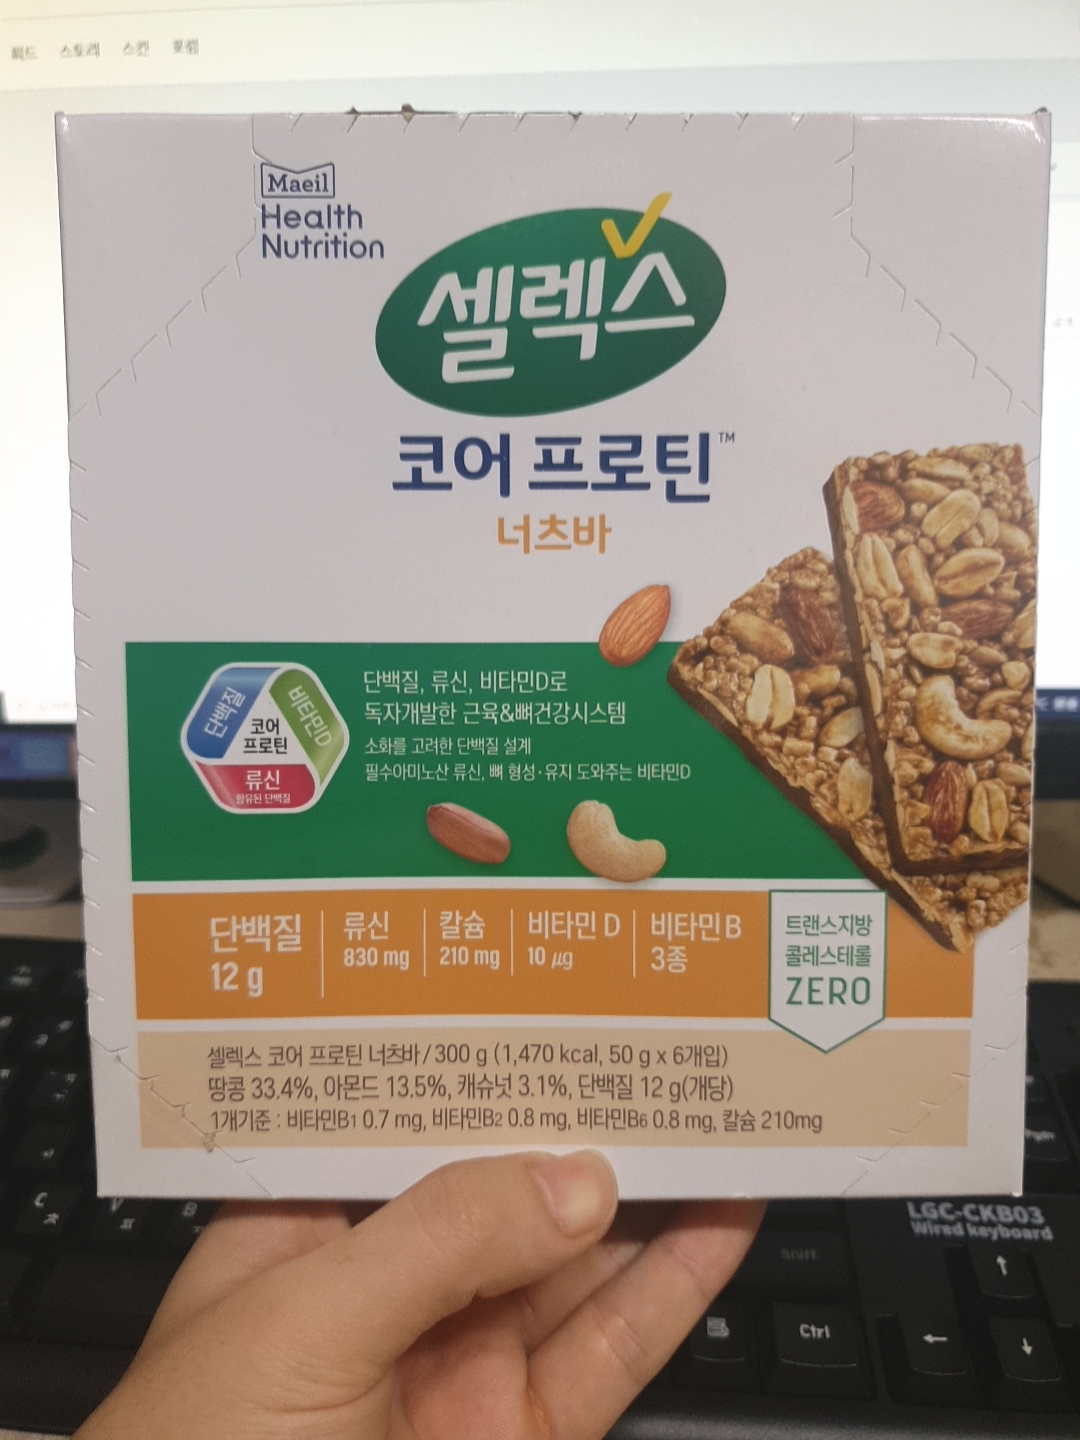 스토리
스킨
Maeil
Health
Nutrition
셀렉스
코어 프로틴™
너츠바
단백질
비타민D
코어
프로틴
류신
함유된 단백질
단백질, 류신, 비타민D로
독자개발한 근육&뼈건강시스템
소화를 고려한 단백질 설계
필수아미노산 류신, 뼈 형성·유지 도와주는 비타민D
단백질
12 g
류신
830 mg
칼슘
210 mg
비타민 D
10 μg
비타민 B
3종
트랜스지방
콜레스테롤
ZERO
셀렉스 코어 프로틴 너츠바/300 g (1,470 kcal, 50 g x 6개입)
땅콩 33.4%, 아몬드 13.5%, 캐슈넛 3.1%, 단백질 12 g(개당)
1개기준 : 비타민B1 0.7 mg, 비타민B2 0.8 mg, 비타민B6 0.8 mg, 칼슘 210mg
C
ㅊ
V
ㅍ
B
LGC-CKB03
Wired keyboard
Shift
Ctrl
↑
←
↓